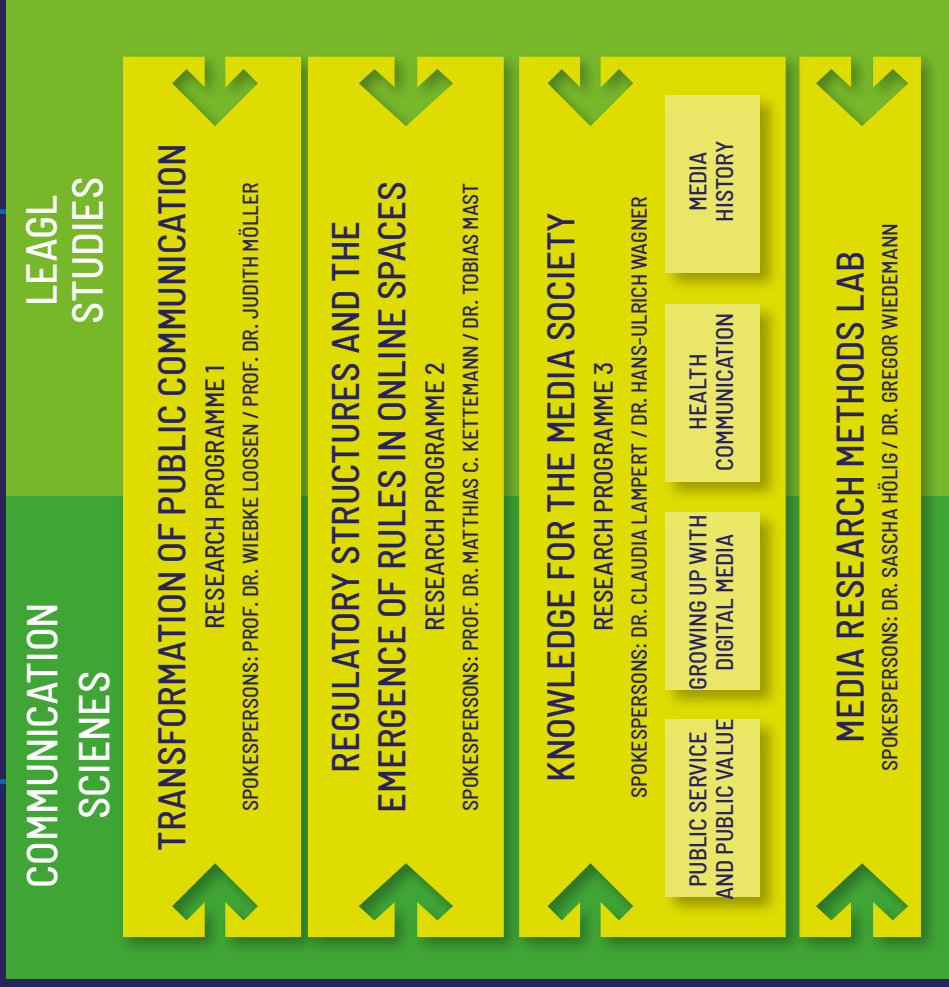 COMMUNICATION
SCIENES
LEAGL
STUDIES
TRANSFORMATION OF PUBLIC COMMUNICATION
RESEARCH PROGRAMME 1
SPOKESPERSONS: PROF. DR. WIEBKE LOOSEN / PROF. DR. JUDITH MÖLLER
REGULATORY STRUCTURES AND THE
EMERGENCE OF RULES IN ONLINE SPACES
RESEARCH PROGRAMME 2
SPOKESPERSONS: PROF. DR. MATTHIAS C. KETTEMANN / DR. TOBIAS MAST
KNOWLEDGE FOR THE MEDIA SOCIETY
RESEARCH PROGRAMME 3
SPOKESPERSONS: DR. CLAUDIA LAMPERT / DR. HANS-ULRICH WAGNER
PUBLIC SERVICE
AND PUBLIC VALUE
GROWING UP WITH
DIGITAL MEDIA
HEALTH
COMMUNICATION
MEDIA
HISTORY
MEDIA RESEARCH METHODS LAB
SPOKESPERSONS: DR. SASCHA HÖLIG / DR. GREGOR WIEDEMANN